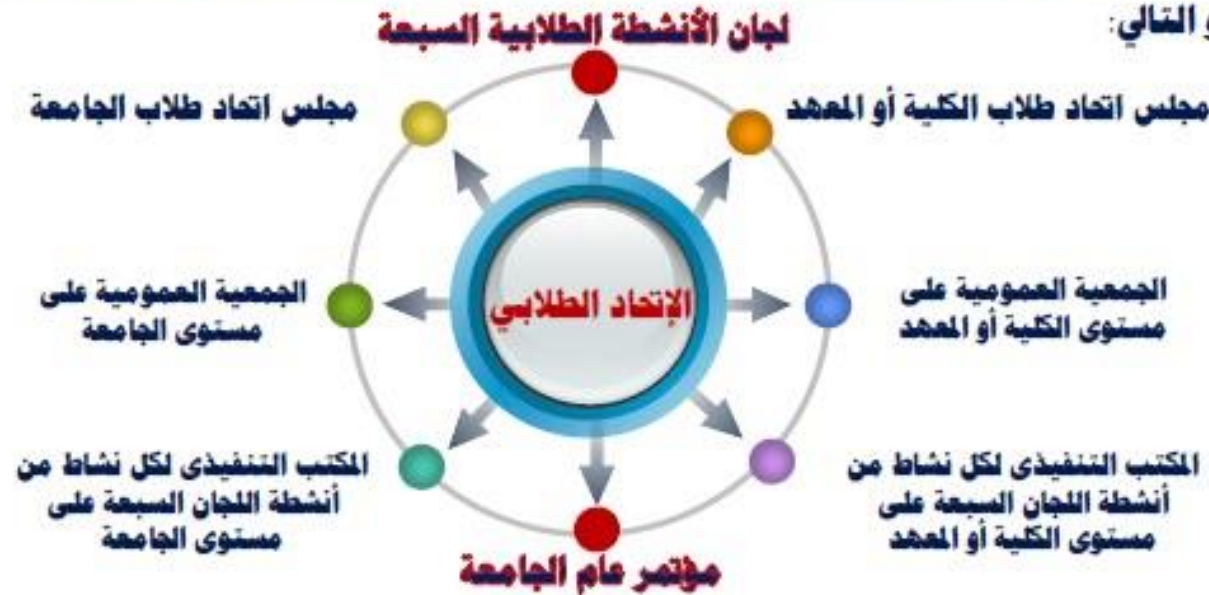 التالي:
لجان الأنشطة الطلابية السبعة
مجلس اتحاد طلاب الكلية أو المعهد
مجلس اتحاد طلاب الجامعة
الجمعية العمومية على
مستوى الكلية أو المعهد
الإتحاد الطلابي
الجمعية العمومية على
مستوى الجامعة
المكتب التنفيذى لكل نشاط من
أنشطة اللجان السبعة على
مستوى الكلية أو المعهد
المكتب التنفيذى لكل نشاط من
أنشطة اللجان السبعة على
مستوى الجامعة
مؤتمر عام الجامعة